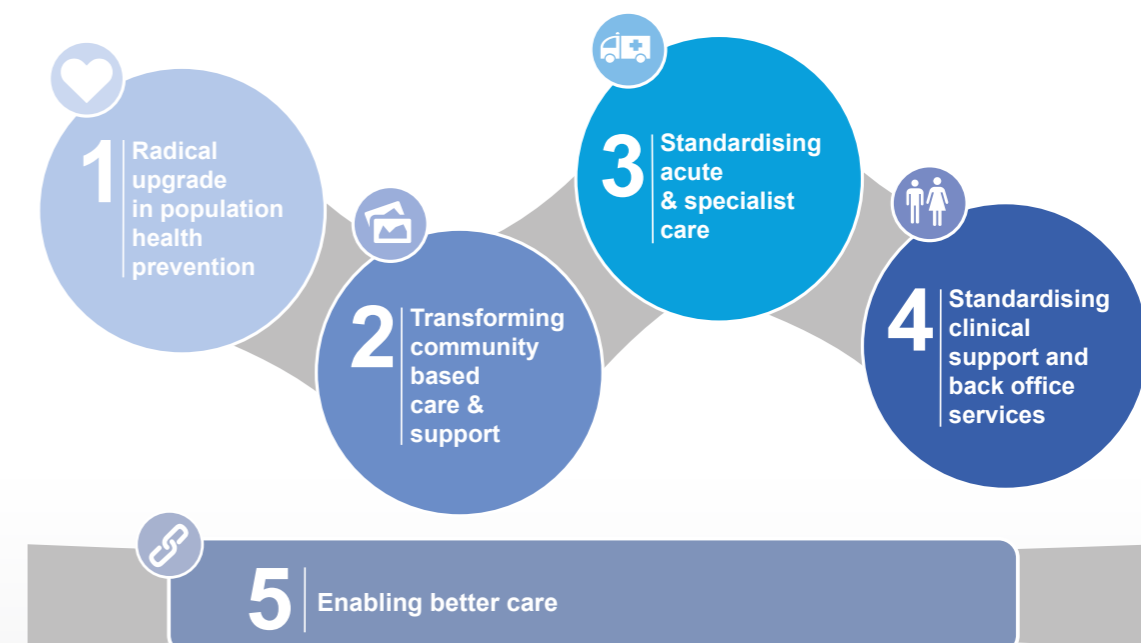 1
Radical
upgrade
in population
health
prevention
2
Transforming
community
based
care &
support
3
Standardising
acute
& specialist
care
4
Standardising
clinical
support and
back office
services
5
Enabling better care